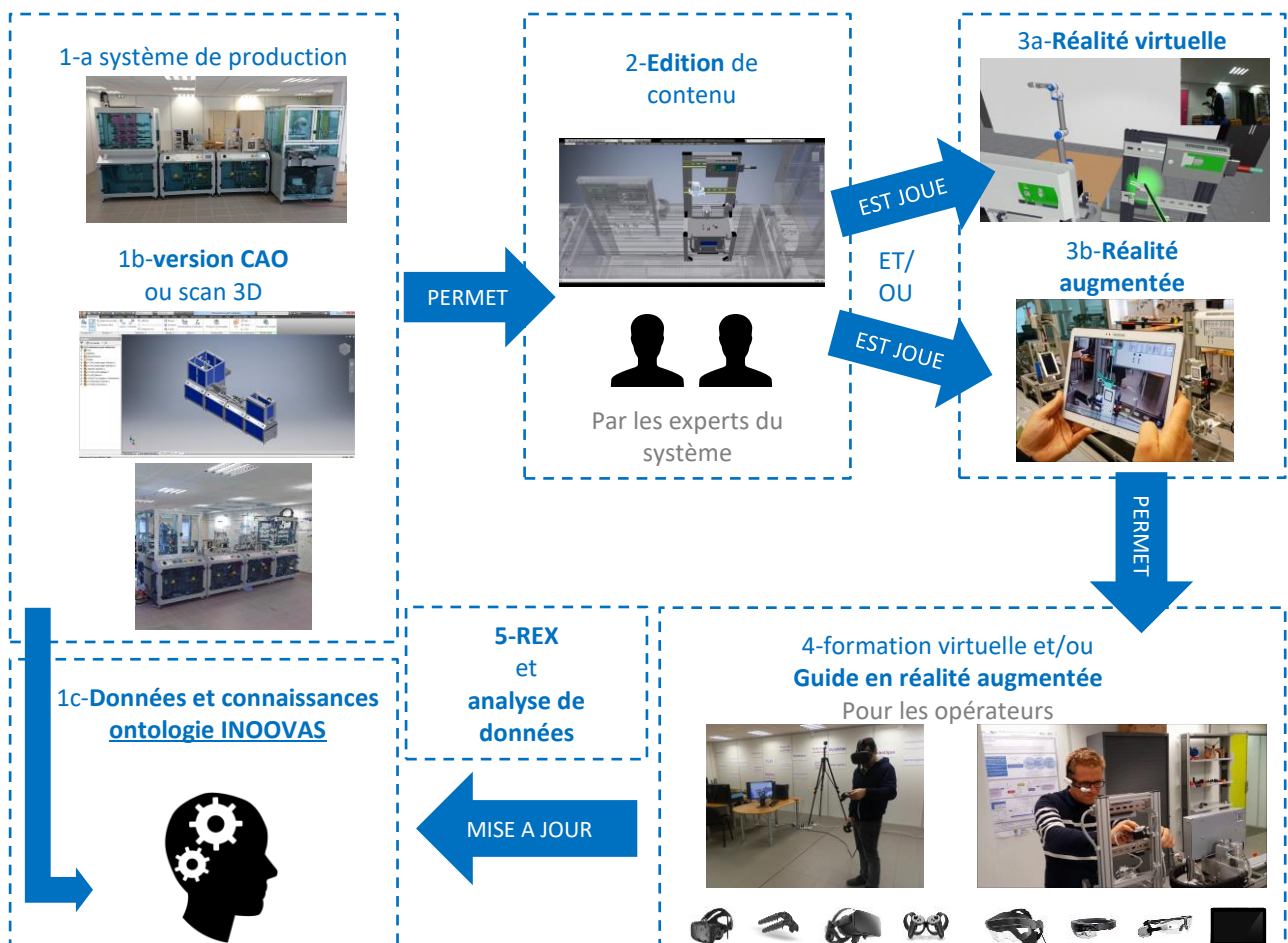 1-a système de production
1b-version CAO
ou scan 3D
PERMET
2-Edition de
contenu
Par les experts du
système
EST JOUE
ET/
OU
EST JOUE
3a-Réalité virtuelle
3b-Réalité
augmentée
PERMET
4-formation virtuelle et/ou
Guide en réalité augmentée
Pour les opérateurs
5-REX
et
analyse de
données
MISE A JOUR
1c-Données et connaissances
ontologie INOOVAS